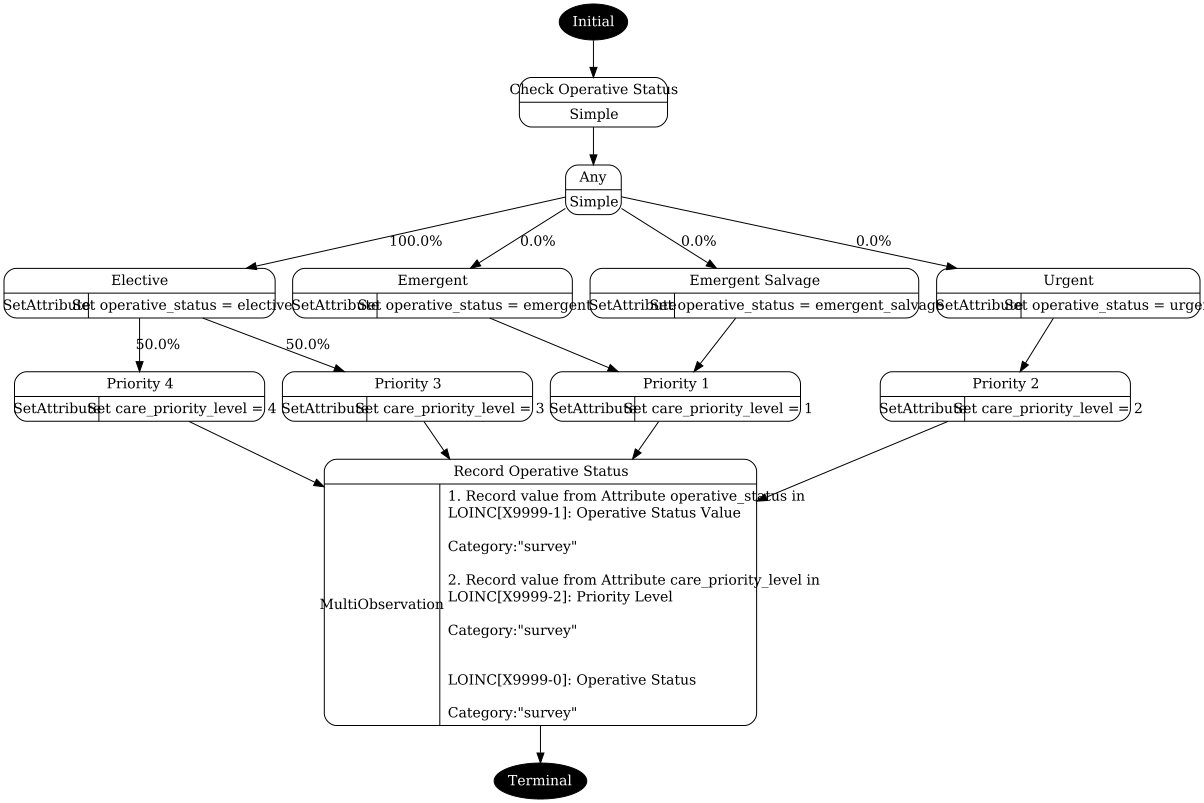 Initial
Check Operative Status
Simple
Any
Simple
100.0%
0.0%
0.0%
0.0%
Elective
SetAttribute
Set operative_status = elective
Emergent
SetAttribute
Set operative_status = emergent
Emergent Salvage
SetAttribute
Set operative_status = emergent_salvage
Urgent
SetAttribute
Set operative_status =
50.0%
50.0%
Priority 4
SetAttribute
Set care_priority_level = 4
Priority 3
SetAttribute
Set care_priority_level = 3
Priority 1
SetAttribute
Set care_priority_level = 1
Priority 2
SetAttribute
Set care_priority_level = 2
Record Operative Status
MultiObservation
1. Record value from Attribute operative_status in
LOINC[X9999-1]: Operative Status Value
Category:"survey"
2. Record value from Attribute care_priority_level in
LOINC[X9999-2]: Priority Level
Category:"survey"
LOINC[X9999-0]: Operative Status
Category:"survey"
Terminal